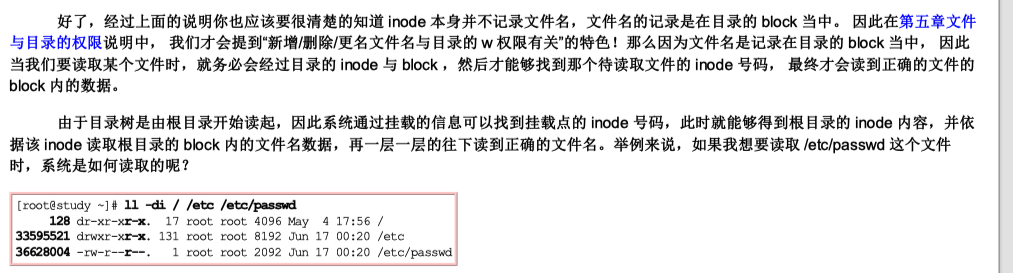 好了，经过上面的说明你也应该要很清楚的知道 inode 本身并不记录文件名，文件名的记录是在目录的 block 当中。 因此在第五章文件
与目录的权限说明中， 我们才会提到“新增/删除/更名文件名与目录的 w 权限有关”的特色！那么因为文件名是记录在目录的 block 当中， 因此
当我们要读取某个文件时，就务必会经过目录的 inode 与 block ，然后才能够找到那个待读取文件的 inode 号码， 最终才会读到正确的文件的
block 内的数据。
由于目录树是由根目录开始读起，因此系统通过挂载的信息可以找到挂载点的 inode 号码，此时就能够得到根目录的 inode 内容，并依
据该 inode 读取根目录的 block 内的文件名数据，再一层一层的往下读到正确的文件名。举例来说，如果我想要读取 /etc/passwd 这个文件
时，系统是如何读取的呢？
[root@study ~]# ll -di / /etc /etc/passwd
     128 dr-xr-xr-x.  17 root root 4096 May  4 17:56 /
33595521 drwxr-xr-x. 131 root root 8192 Jun 17 00:20 /etc
36628004 -rw-r--r--.   1 root root 2092 Jun 17 00:20 /etc/passwd